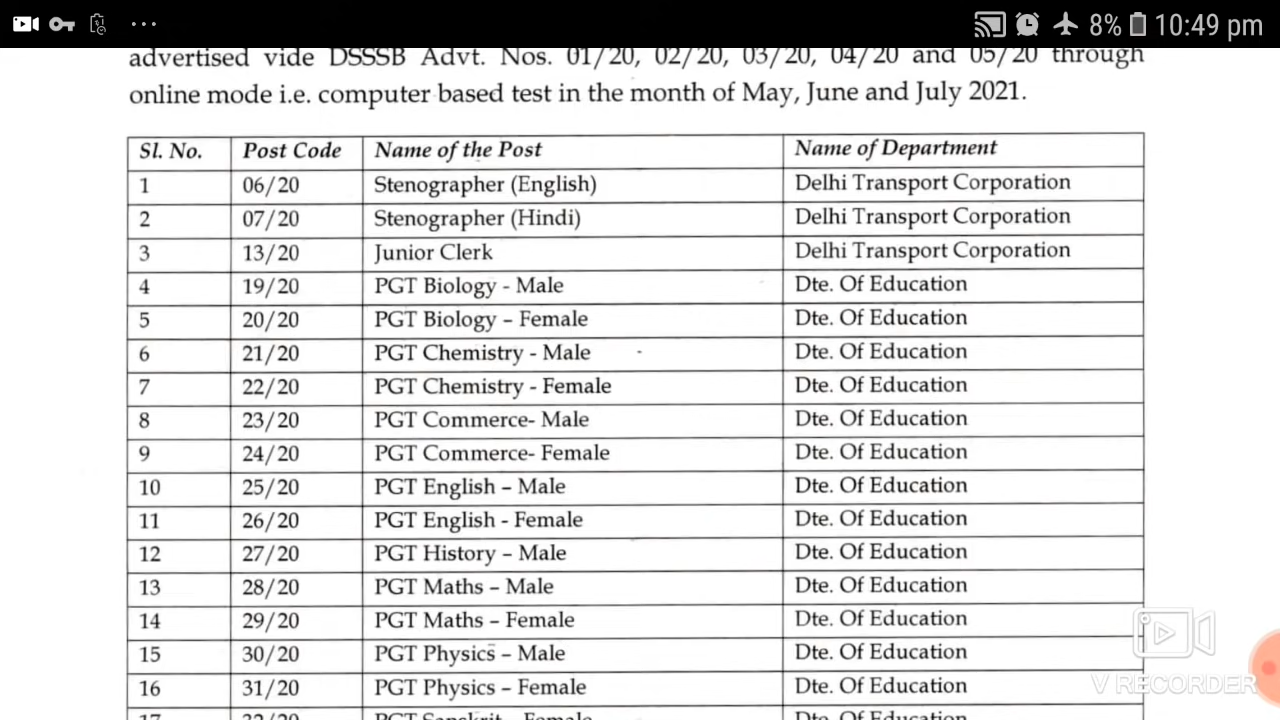 8% 10:49 pm
advertised vide DSSSB Advt. Nos. 01/20, 02/20, 03/20, 04/20 and 05/20 through
online mode i.e. computer based test in the month of May, June and July 2021.
Sl. No. Post Code Name of the Post Name of Department
1 06/20 Stenographer (English) Delhi Transport Corporation
2 07/20 Stenographer (Hindi) Delhi Transport Corporation
3 13/20 Junior Clerk Delhi Transport Corporation
4 19/20 PGT Biology - Male Dte. Of Education
5 20/20 PGT Biology – Female Dte. Of Education
6 21/20 PGT Chemistry - Male Dte. Of Education
7 22/20 PGT Chemistry - Female Dte. Of Education
8 23/20 PGT Commerce- Male Dte. Of Education
9 24/20 PGT Commerce- Female Dte. Of Education
10 25/20 PGT English – Male Dte. Of Education
11 26/20 PGT English - Female Dte. Of Education
12 27/20 PGT History – Male Dte. Of Education
13 28/20 PGT Maths – Male Dte. Of Education
14 29/20 PGT Maths – Female Dte. Of Education
15 30/20 PGT Physics – Male Dte. Of Education
16 31/20 PGT Physics – Female Dte. Of Education
17 32/20 PGT Sanskrit – Female Dte. Of Education
V RECORDER